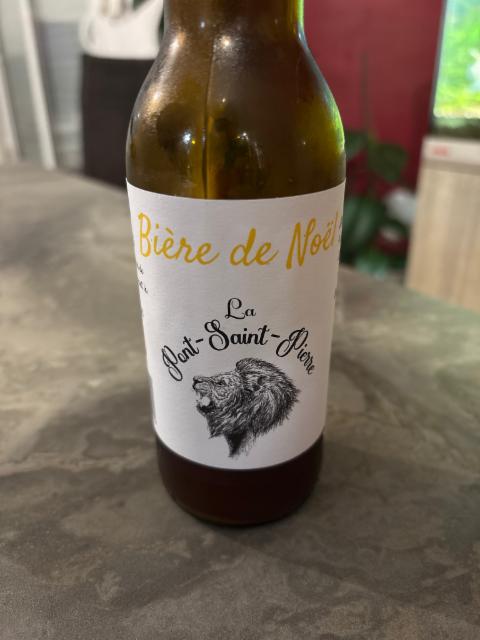 Bière de Noël
La
Pont-Saint-Pierre